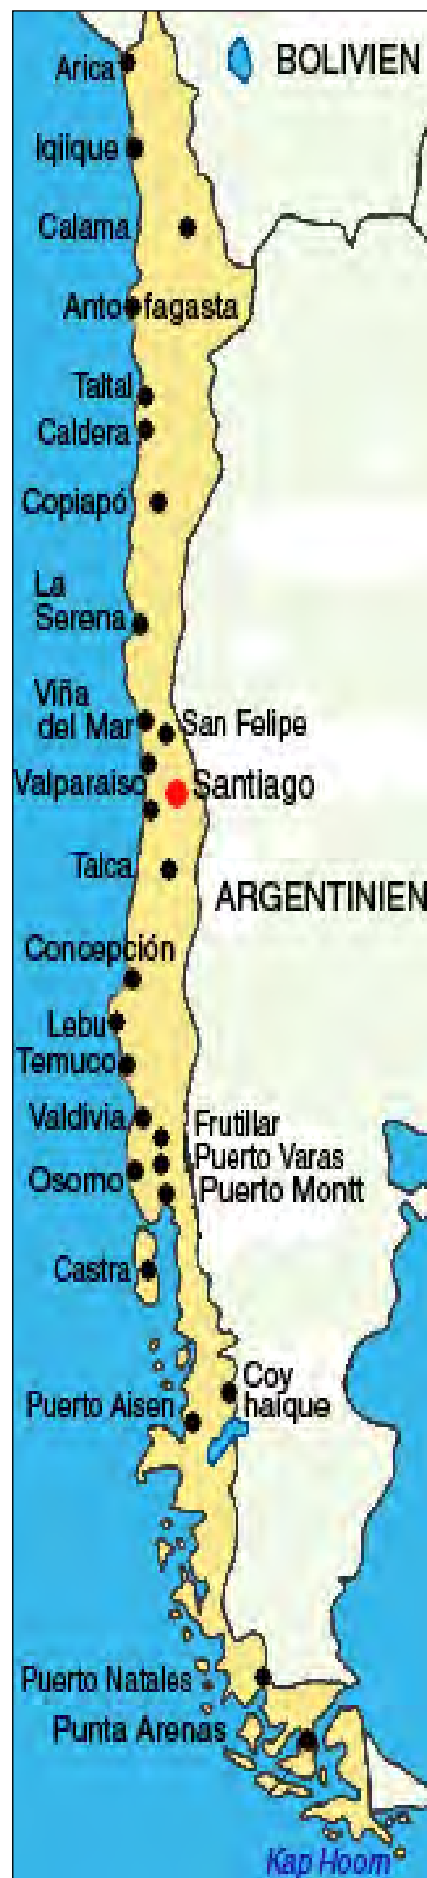 Arica
BOLIVIEN
Iqiique
Calama
Antofagasta
Taltal
Caldera
Copiapó
La
Serena
Viña
del Mar
San Felipe
Valparaiso
Santiago
Talca
ARGENTINIEN
Concepción
Lebu
Temuco
Valdivia
Frutillar
Puerto Varas
Osorno
Puerto Montt
Castra
Coy
haique
Puerto Aisen
Puerto Natales
Punta Arenas
Kap Hoorn